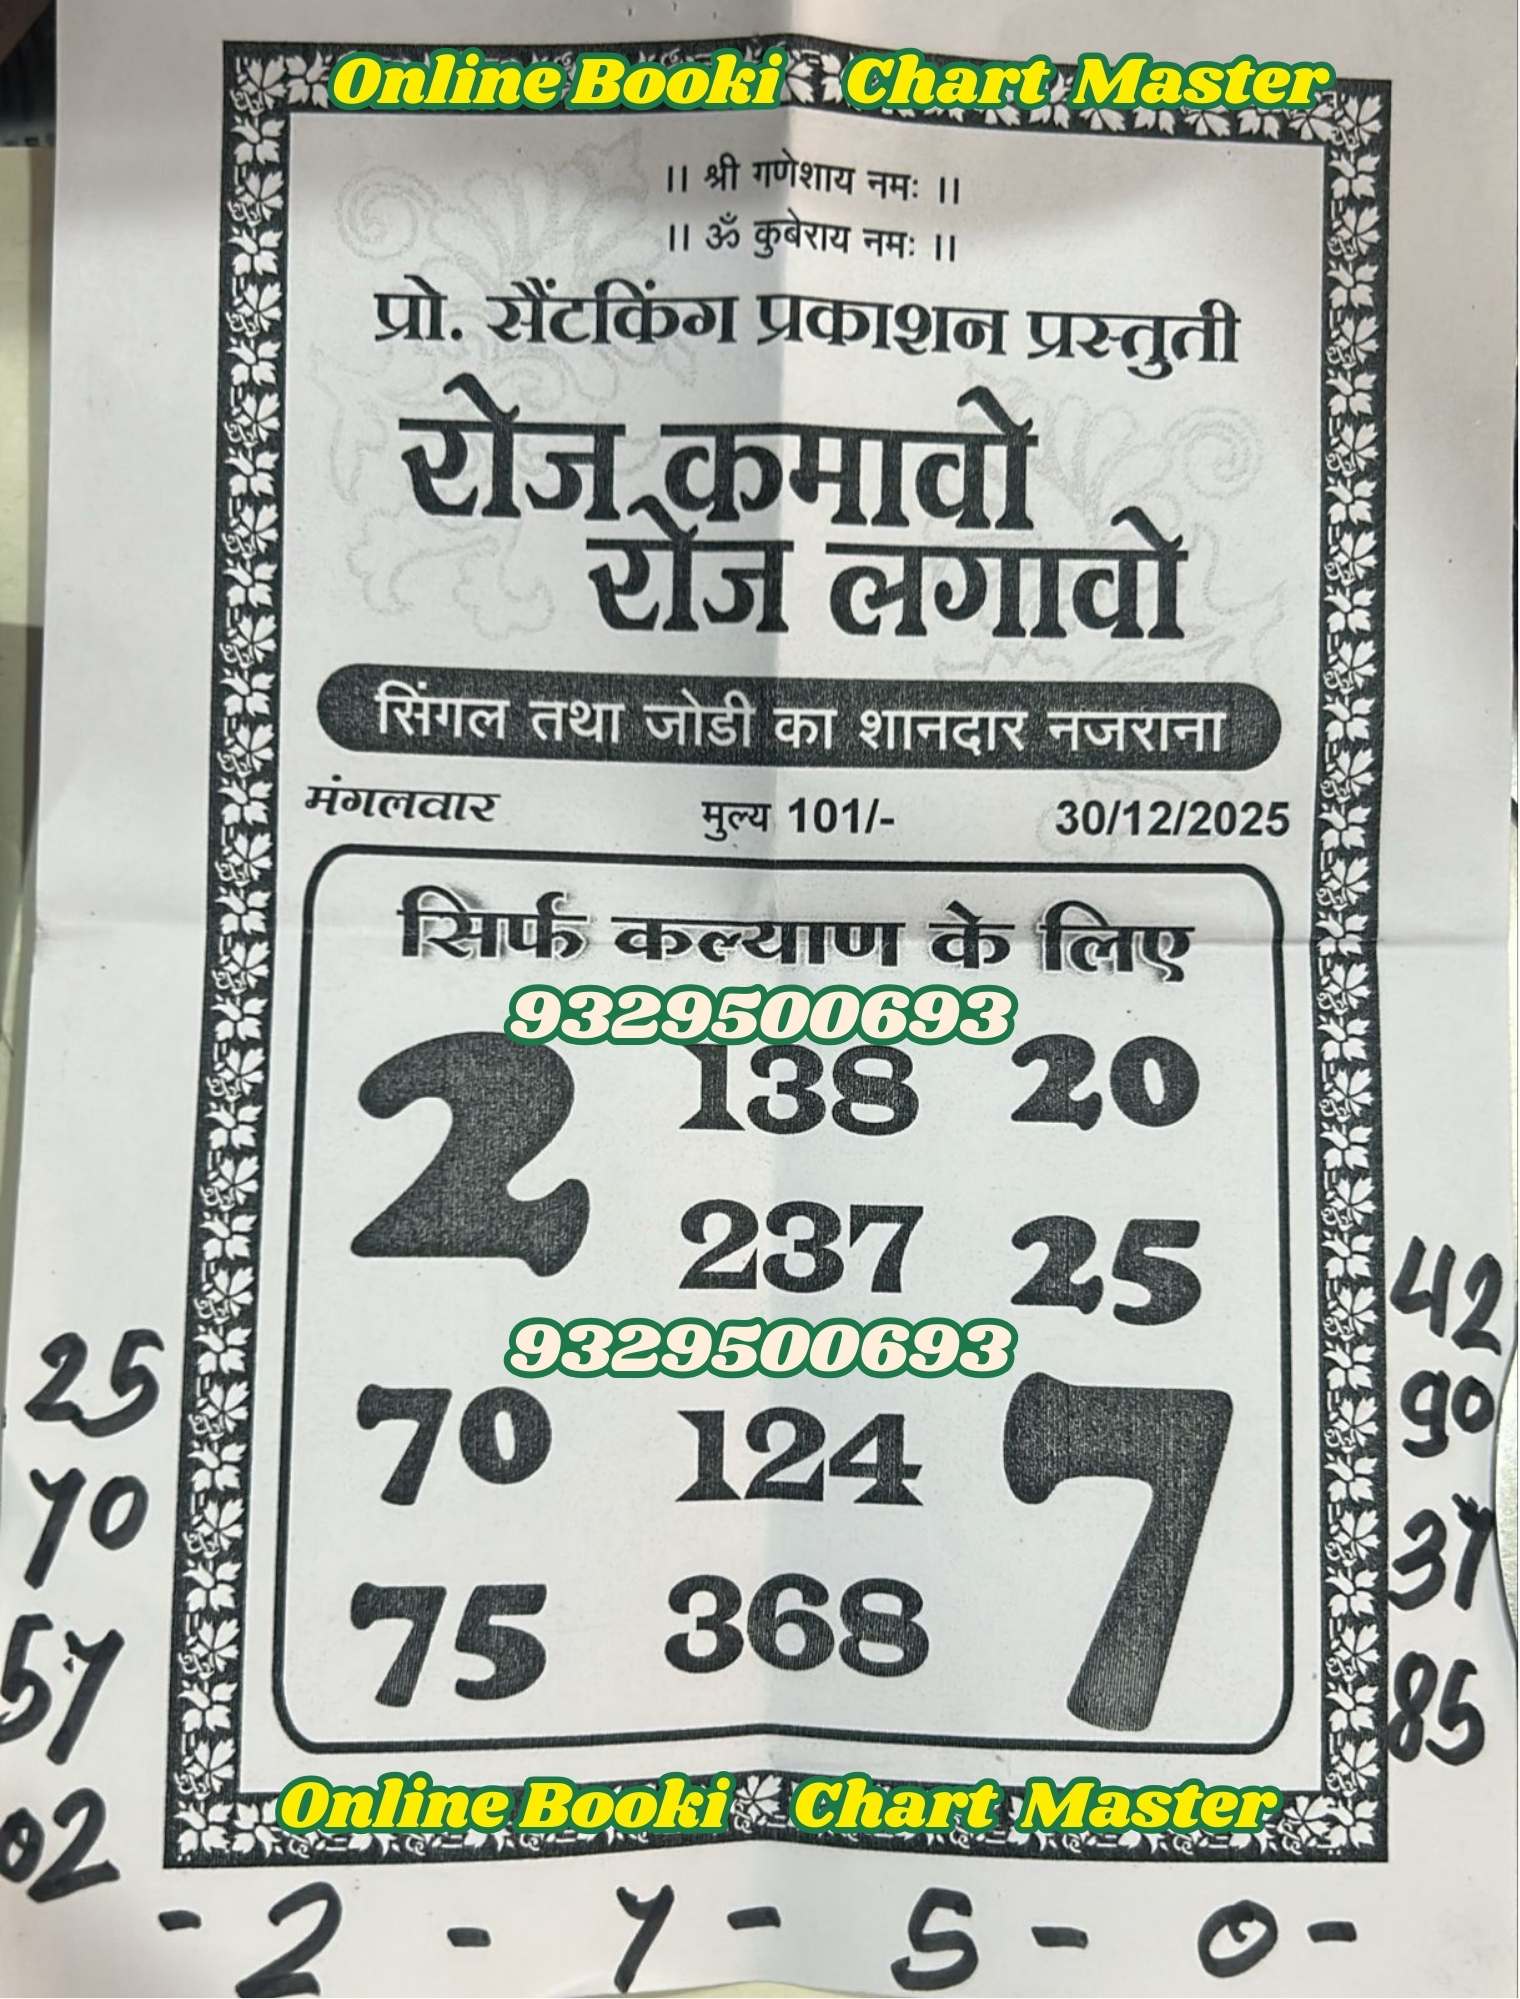 Online Booki Chart Master
।। श्री गणेशाय नमः ।।
।। ॐ कुबेराय नमः ।।
प्रो. सैंटकिंग प्रकाशन प्रस्तुती
रोज कमावो
रोज लगावो
सिंगल तथा जोडी का शानदार नजराना
मंगलवार मुल्य 101/- 30/12/2025
सिर्फ कल्याण के लिए
9329500693
2 138 20
237 25
9329500693
70 124 7
75 368
25
70
57
02
42
90
37
85
Online Booki Chart Master
- 2 - 7 - 5 - 0 -